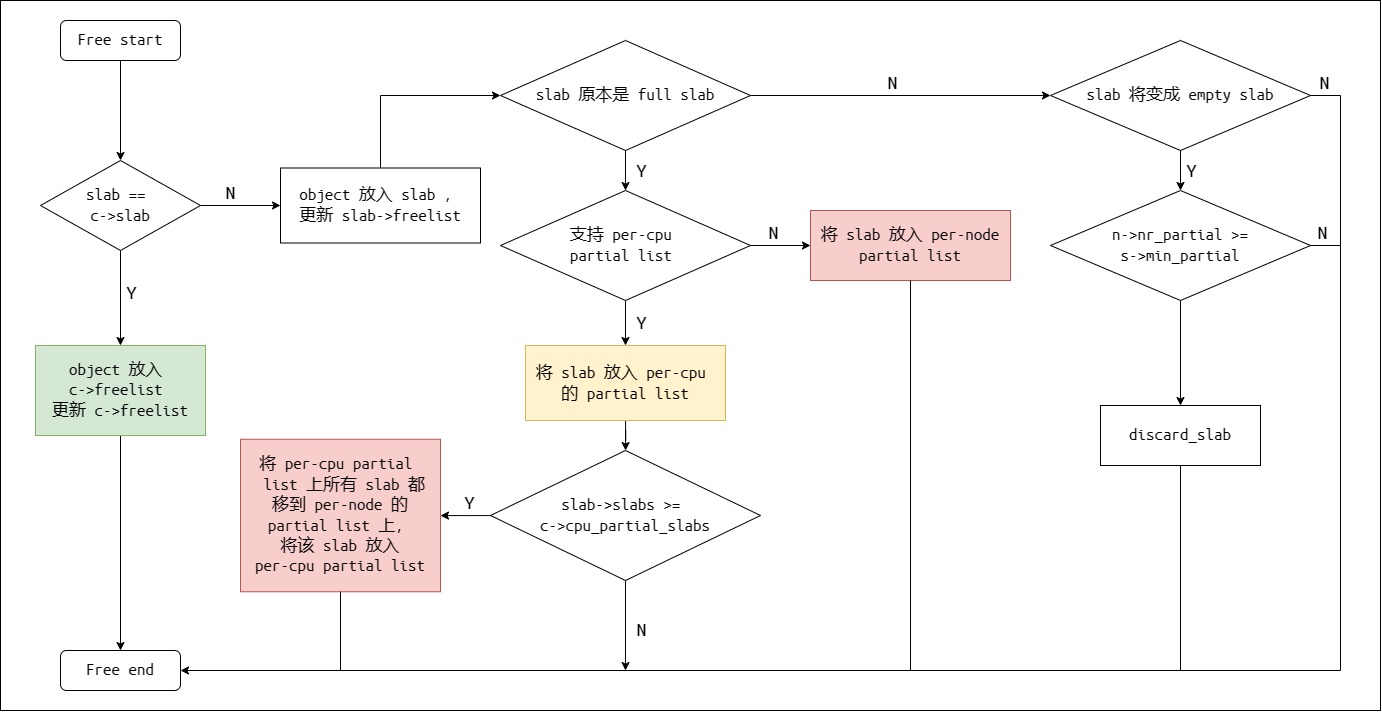 Free start
slab ==
c->slab
N
object 放入 slab ,
更新 slab->freelist
Y
object 放入
c->freelist
更新 c->freelist
slab 原本是 full slab
N
Y
支持 per-cpu
partial list
N
将 slab 放入 per-node
partial list
Y
将 slab 放入 per-cpu
的 partial list
slab->slabs >=
c->cpu_partial_slabs
Y
将 per-cpu partial
list 上所有 slab 都
移到 per-node 的
partial list 上,
将该 slab 放入
per-cpu partial list
N
slab 将变成 empty slab
N
Y
n->nr_partial >=
s->min_partial
N
discard_slab
Free end